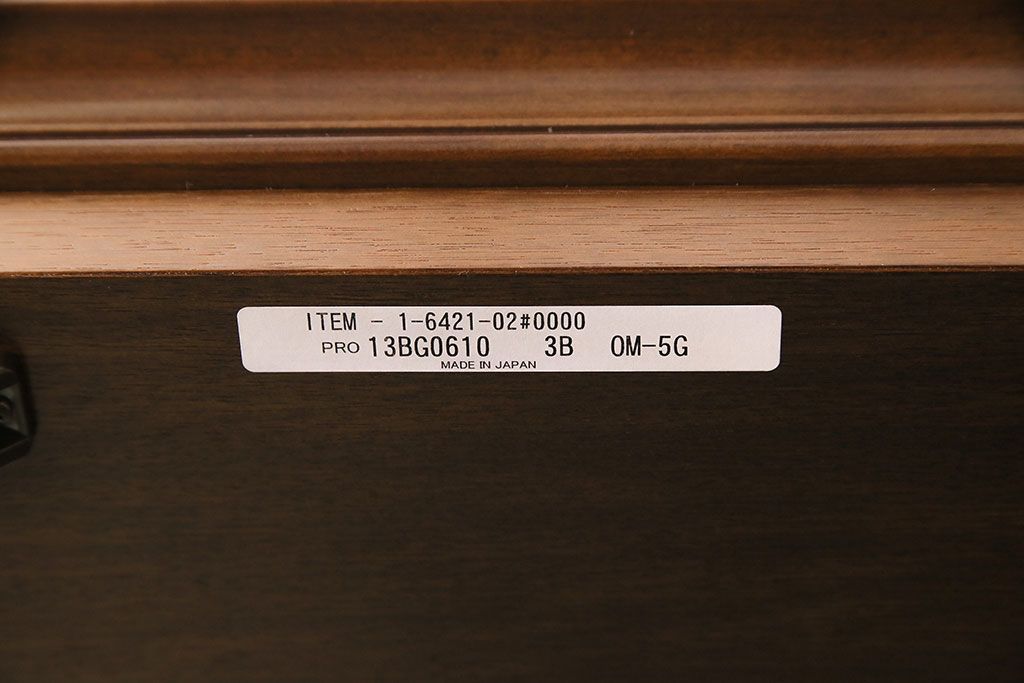 ITEM - 1-6421-02#0000
PRO 13BG0610 3B OM-5G
MADE IN JAPAN